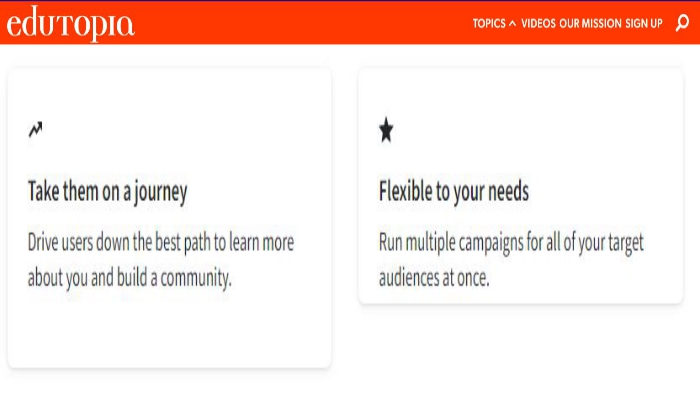 edutopia
TOPICS VIDEOS OUR MISSION SIGN UP
Take them on a journey
Drive users down the best path to learn more
about you and build a community.
Flexible to your needs
Run multiple campaigns for all of your target
audiences at once.